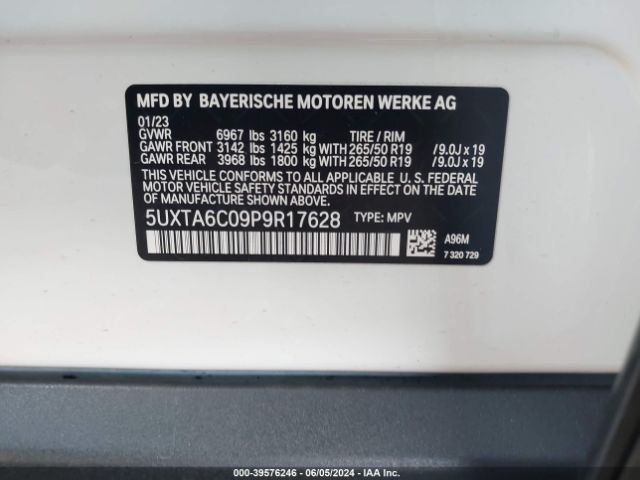 MFD BY BAYERISCHE MOTOREN WERKE AG
01/23
GVWR 6967 lbs 3160 kg TIRE / RIM
GAWR FRONT 3142 lbs 1425 kg WITH 265/50 R19 /9.0J x 19
GAWR REAR 3968 lbs 1800 kg WITH 265/50 R19 /9.0J x 19
THIS VEHICLE CONFORMS TO ALL APPLICABLE U. S. FEDERAL
MOTOR VEHICLE SAFETY STANDARDS IN EFFECT ON THE DATE
OF MANUFACTURE SHOWN ABOVE.
5UXTA6C09P9R17628 TYPE: MPV
A96M
7 320 729
000-39576246 - 06/05/2024 - IAA Inc.